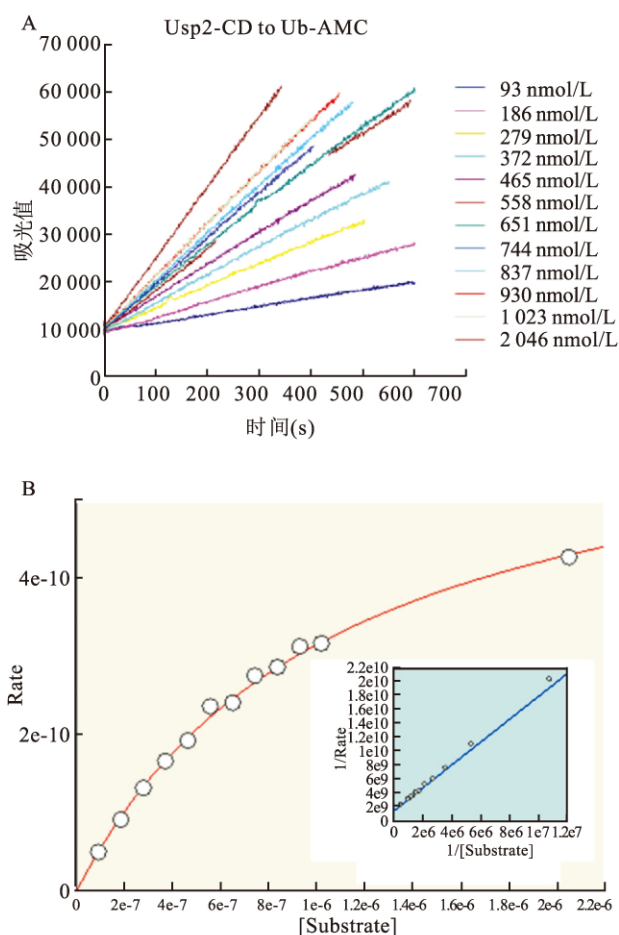 A
Usp2-CD to Ub-AMC
70 000
60 000
50 000
40 000
30 000
20 000
10 000
0
吸光值
0 100 200 300 400 500 600 700
时间(s)
93 nmol/L
186 nmol/L
279 nmol/L
372 nmol/L
465 nmol/L
558 nmol/L
651 nmol/L
744 nmol/L
837 nmol/L
930 nmol/L
1 023 nmol/L
2 046 nmol/L
B
4e-10
2e-10
0
Rate
0 2e-7 4e-7 6e-7 8e-7 1e-6 1.2e-6 1.4e-6 1.6e-6 1.8e-6 2e-6 2.2e-6
[Substrate]
2.2e10
1.8e10
1.6e10
1.4e10
1.2e10
1e10
8e9
6e9
4e9
2e9
0
1/Rate
0 2e6 4e6 6e6 8e6 1e7 1.2e7
1/[Substrate]